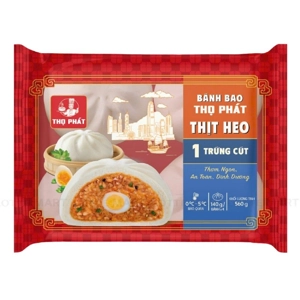 THỌ PHÁT
BÁNH BAO
THỌ PHÁT
THỊT HEO
1 TRỨNG CÚT
Thơm, Ngon,
An Toàn, Dinh Dưỡng
0°C - 5°C
140g
560 g